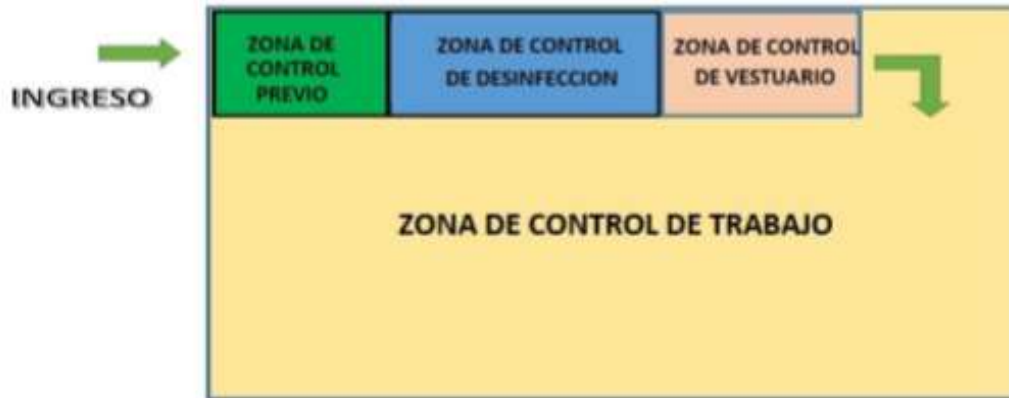 INGRESO
ZONA DE
CONTROL
PREVIO
ZONA DE CONTROL
DE DESINFECCION
ZONA DE CONTROL
DE VESTUARIO
ZONA DE CONTROL DE TRABAJO